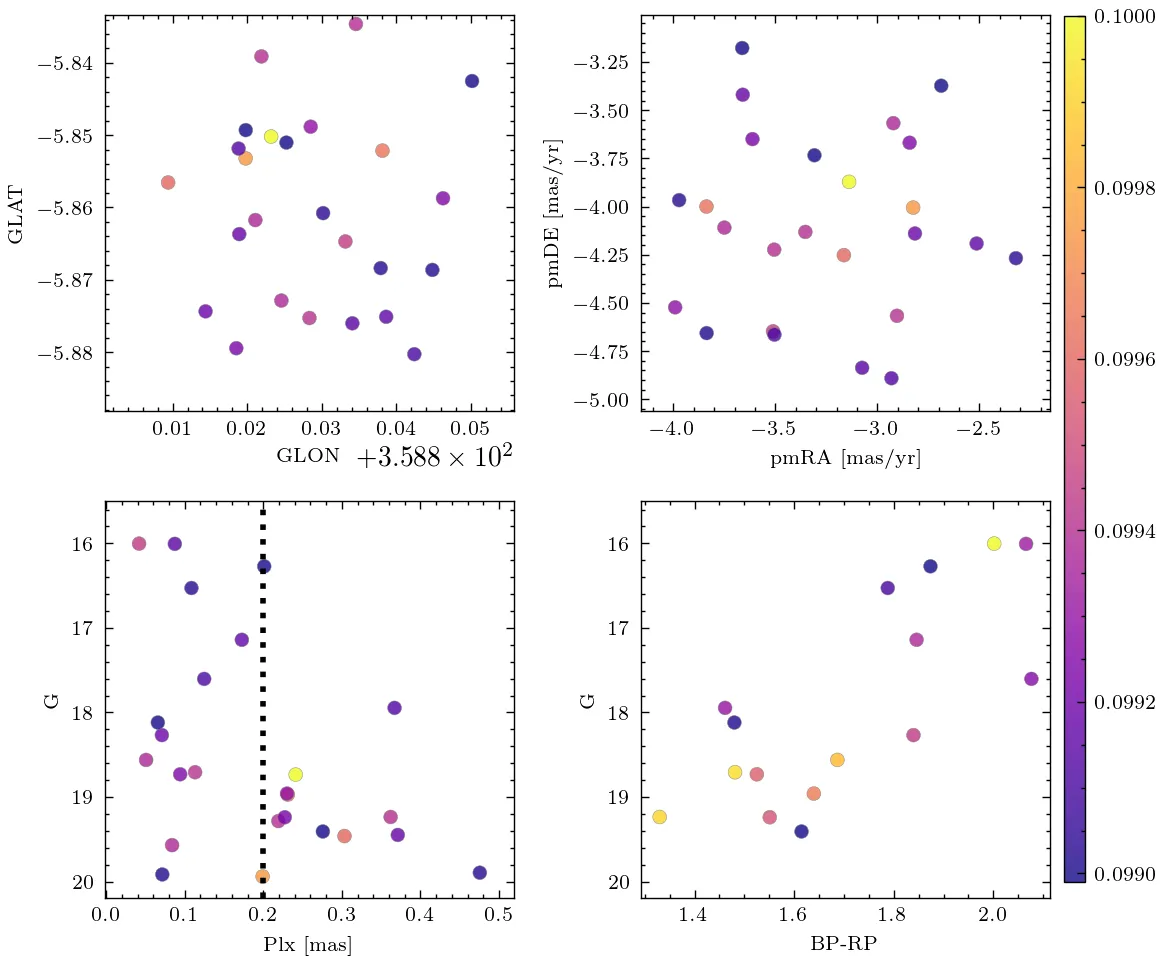 −5.84
−5.85
−5.86
−5.87
−5.88
GLAT
0.01 0.02 0.03 0.04 0.05
GLON +3.588 × 10²
−3.25
−3.50
−3.75
−4.00
−4.25
−4.50
−4.75
−5.00
pmDE [mas/yr]
−4.0 −3.5 −3.0 −2.5
pmRA [mas/yr]
0.1000
0.0998
0.0996
0.0994
0.0992
0.0990
16
17
18
19
20
G
0.0 0.1 0.2 0.3 0.4 0.5
Plx [mas]
16
17
18
19
20
G
1.4 1.6 1.8 2.0
BP-RP